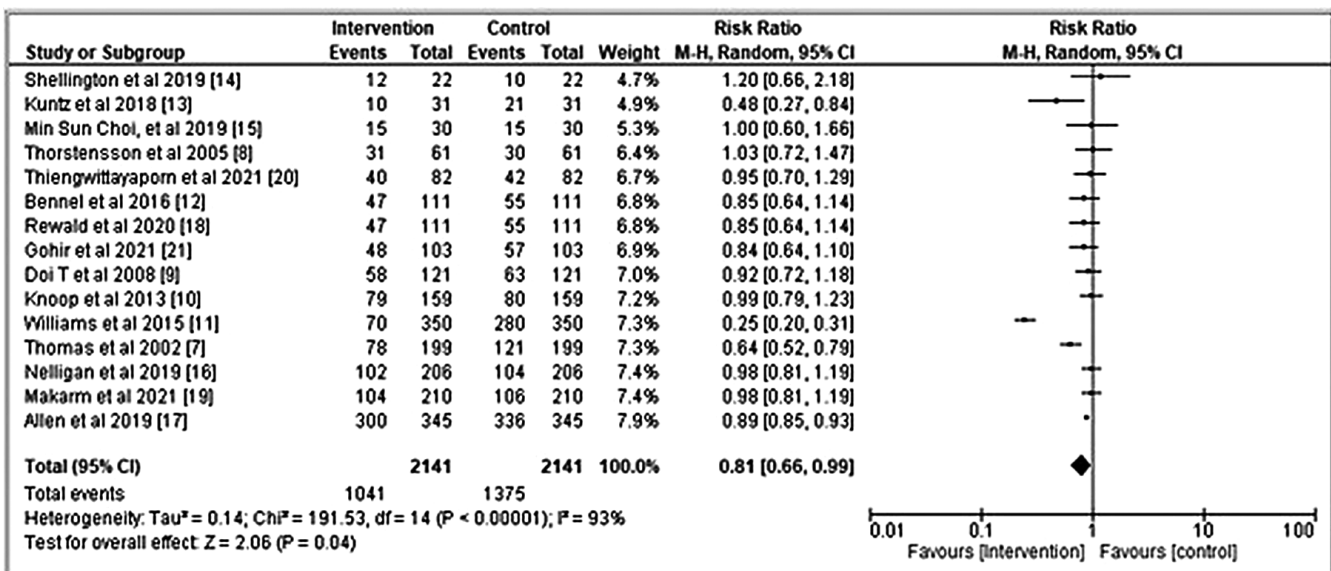 Intervention Control Risk Ratio Risk Ratio
Study or Subgroup Events Total Events Total Weight M-H, Random, 95% CI M-H, Random, 95% CI
Shellington et al 2019 [14] 12 22 10 22 4.7% 1.20 [0.66, 2.18]
Kuntz et al 2018 [13] 10 31 21 31 4.9% 0.48 [0.27, 0.84]
Min Sun Choi, et al 2019 [15] 15 30 15 30 5.3% 1.00 [0.60, 1.66]
Thorstensson et al 2005 [8] 31 61 30 61 6.4% 1.03 [0.72, 1.47]
Thiengwittayaporn et al 2021 [20] 40 82 42 82 6.7% 0.95 [0.70, 1.29]
Bennel et al 2016 [12] 47 111 55 111 6.8% 0.85 [0.64, 1.14]
Rewald et al 2020 [18] 47 111 55 111 6.8% 0.85 [0.64, 1.14]
Gohir et al 2021 [21] 48 103 57 103 6.9% 0.84 [0.64, 1.10]
Doi T et al 2008 [9] 58 121 63 121 7.0% 0.92 [0.72, 1.18]
Knoop et al 2013 [10] 79 159 80 159 7.2% 0.99 [0.79, 1.23]
Williams et al 2015 [11] 70 350 280 350 7.3% 0.25 [0.20, 0.31]
Thomas et al 2002 [7] 78 199 121 199 7.3% 0.64 [0.52, 0.79]
Nelligan et al 2019 [16] 102 206 104 206 7.4% 0.98 [0.81, 1.19]
Makarm et al 2021 [19] 104 210 106 210 7.4% 0.98 [0.81, 1.19]
Allen et al 2019 [17] 300 345 336 345 7.9% 0.89 [0.85, 0.93]
Total (95% CI) 2141 2141 100.0% 0.81 [0.66, 0.99]
Total events 1041 1375
Heterogeneity: Tau² = 0.14; Chi² = 191.53, df = 14 (P < 0.00001); I² = 93%
Test for overall effect: Z = 2.06 (P = 0.04)
0.01 0.1 1 10 100
Favours [Intervention] Favours [control]